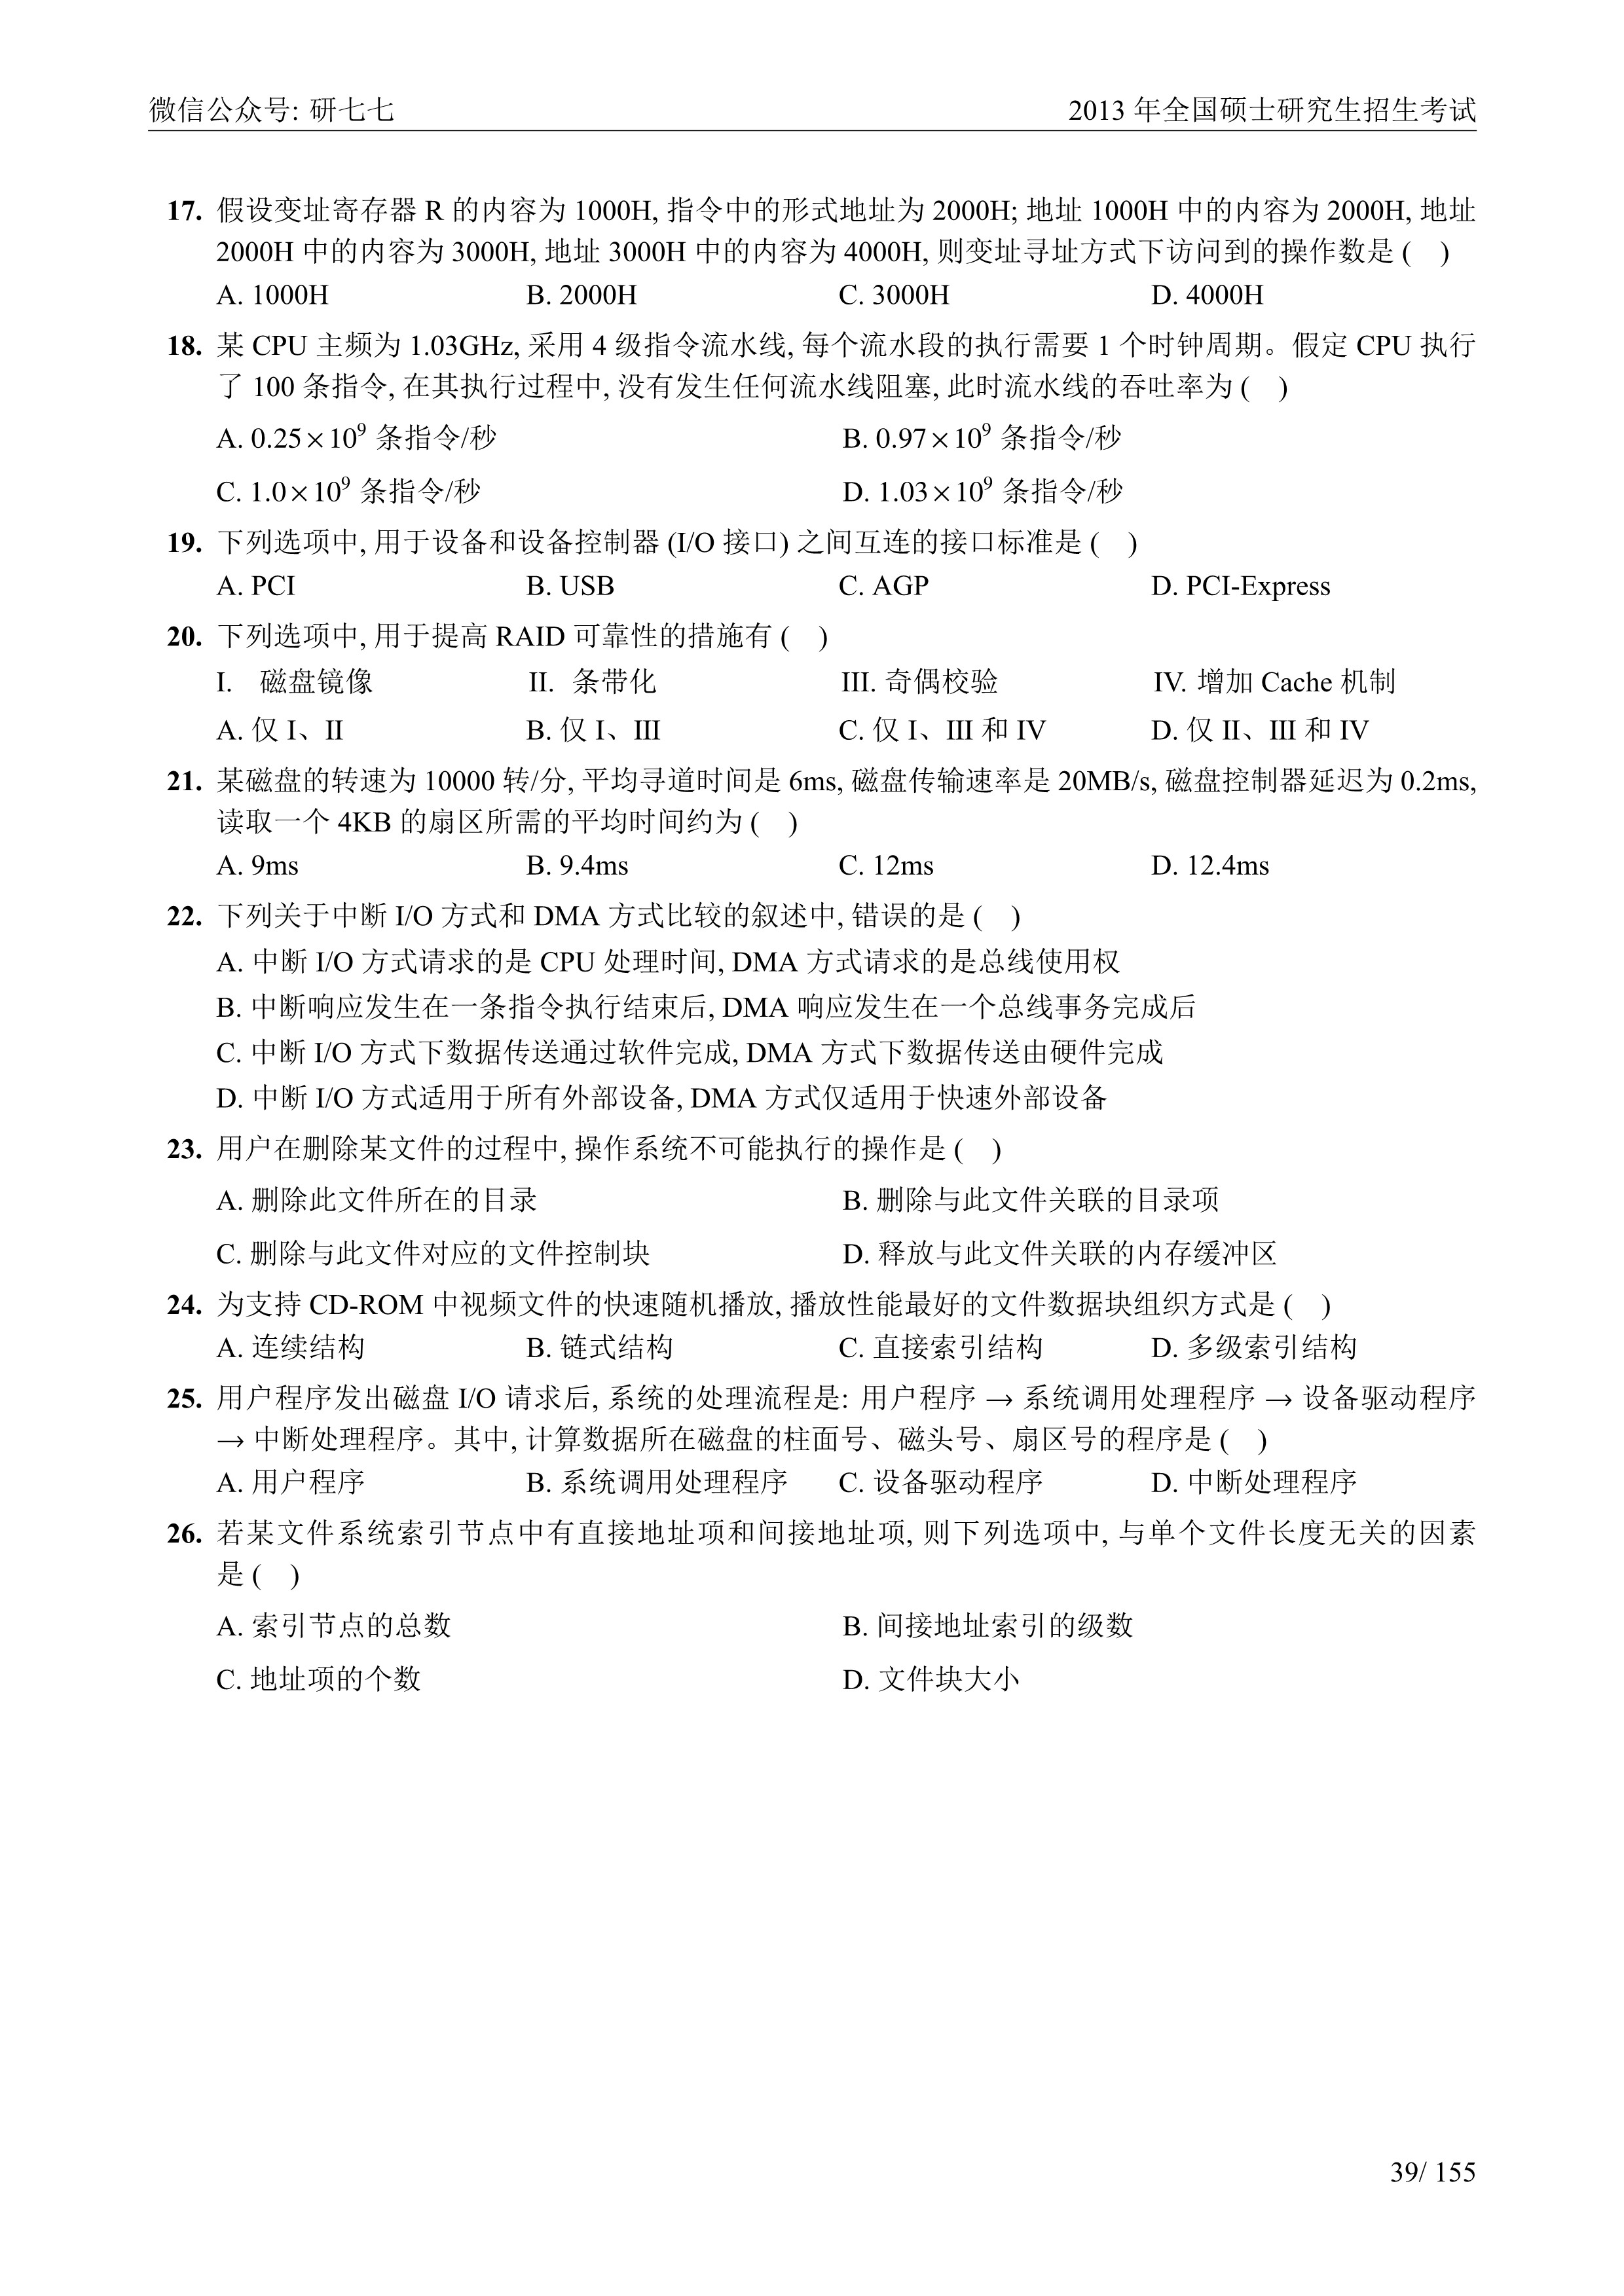 微信公众号: 研七七
2013 年全国硕士研究生招生考试
17. 假设变址寄存器 R 的内容为 1000H, 指令中的形式地址为 2000H; 地址 1000H 中的内容为 2000H, 地址
2000H 中的内容为 3000H, 地址 3000H 中的内容为 4000H, 则变址寻址方式下访问到的操作数是 ( )
A. 1000H B. 2000H C. 3000H D. 4000H
18. 某 CPU 主频为 1.03GHz, 采用 4 级指令流水线, 每个流水段的执行需要 1 个时钟周期。假定 CPU 执行
了 100 条指令, 在其执行过程中, 没有发生任何流水线阻塞, 此时流水线的吞吐率为 ( )
A. 0.25×10⁹ 条指令/秒 B. 0.97×10⁹ 条指令/秒
C. 1.0×10⁹ 条指令/秒 D. 1.03×10⁹ 条指令/秒
19. 下列选项中, 用于设备和设备控制器 (I/O 接口) 之间互连的接口标准是 ( )
A. PCI B. USB C. AGP D. PCI-Express
20. 下列选项中, 用于提高 RAID 可靠性的措施有 ( )
I. 磁盘镜像 II. 条带化 III. 奇偶校验 IV. 增加 Cache 机制
A. 仅 I、II B. 仅 I、III C. 仅 I、III 和 IV D. 仅 II、III 和 IV
21. 某磁盘的转速为 10000 转/分, 平均寻道时间是 6ms, 磁盘传输速率是 20MB/s, 磁盘控制器延迟为 0.2ms,
读取一个 4KB 的扇区所需的平均时间约为 ( )
A. 9ms B. 9.4ms C. 12ms D. 12.4ms
22. 下列关于中断 I/O 方式和 DMA 方式比较的叙述中, 错误的是 ( )
A. 中断 I/O 方式请求的是 CPU 处理时间, DMA 方式请求的是总线使用权
B. 中断响应发生在一条指令执行结束后, DMA 响应发生在一个总线事务完成后
C. 中断 I/O 方式下数据传送通过软件完成, DMA 方式下数据传送由硬件完成
D. 中断 I/O 方式适用于所有外部设备, DMA 方式仅适用于快速外部设备
23. 用户在删除某文件的过程中, 操作系统不可能执行的操作是 ( )
A. 删除此文件所在的目录 B. 删除与此文件关联的目录项
C. 删除与此文件对应的文件控制块 D. 释放与此文件关联的内存缓冲区
24. 为支持 CD-ROM 中视频文件的快速随机播放, 播放性能最好的文件数据块组织方式是 ( )
A. 连续结构 B. 链式结构 C. 直接索引结构 D. 多级索引结构
25. 用户程序发出磁盘 I/O 请求后, 系统的处理流程是: 用户程序 → 系统调用处理程序 → 设备驱动程序
→ 中断处理程序。其中, 计算数据所在磁盘的柱面号、磁头号、扇区号的程序是 ( )
A. 用户程序 B. 系统调用处理程序 C. 设备驱动程序 D. 中断处理程序
26. 若某文件系统索引节点中有直接地址项和间接地址项, 则下列选项中, 与单个文件长度无关的因素
是 ( )
A. 索引节点的总数 B. 间接地址索引的级数
C. 地址项的个数 D. 文件块大小
39/ 155